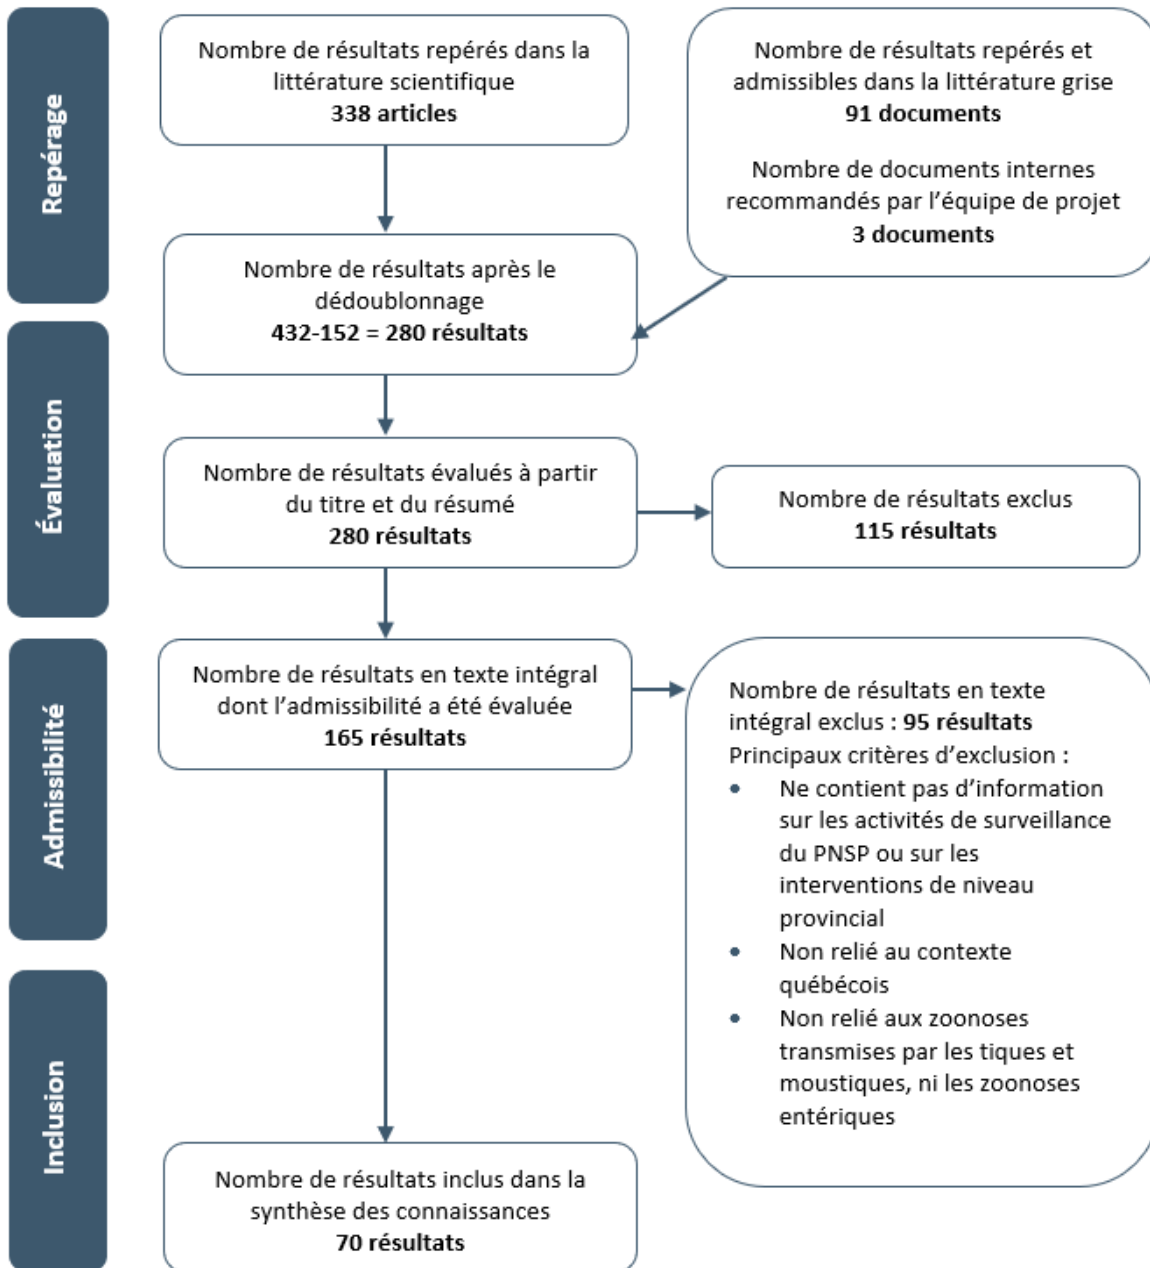 Repérage
Nombre de résultats repérés dans la
littérature scientifique
338 articles
Nombre de résultats repérés et
admissibles dans la littérature grise
91 documents
Nombre de documents internes
recommandés par l'équipe de projet
3 documents
Nombre de résultats après le
dédoublonnage
432-152 = 280 résultats
Évaluation
Nombre de résultats évalués à partir
du titre et du résumé
280 résultats
Nombre de résultats exclus
115 résultats
Admissibilité
Nombre de résultats en texte intégral
dont l'admissibilité a été évaluée
165 résultats
Nombre de résultats en texte
intégral exclus : 95 résultats
Principaux critères d'exclusion :
• Ne contient pas d'information
sur les activités de surveillance
du PNSP ou sur les
interventions de niveau
provincial
• Non relié au contexte
québécois
• Non relié aux zoonoses
transmises par les tiques et
moustiques, ni les zoonoses
entériques
Inclusion
Nombre de résultats inclus dans la
synthèse des connaissances
70 résultats